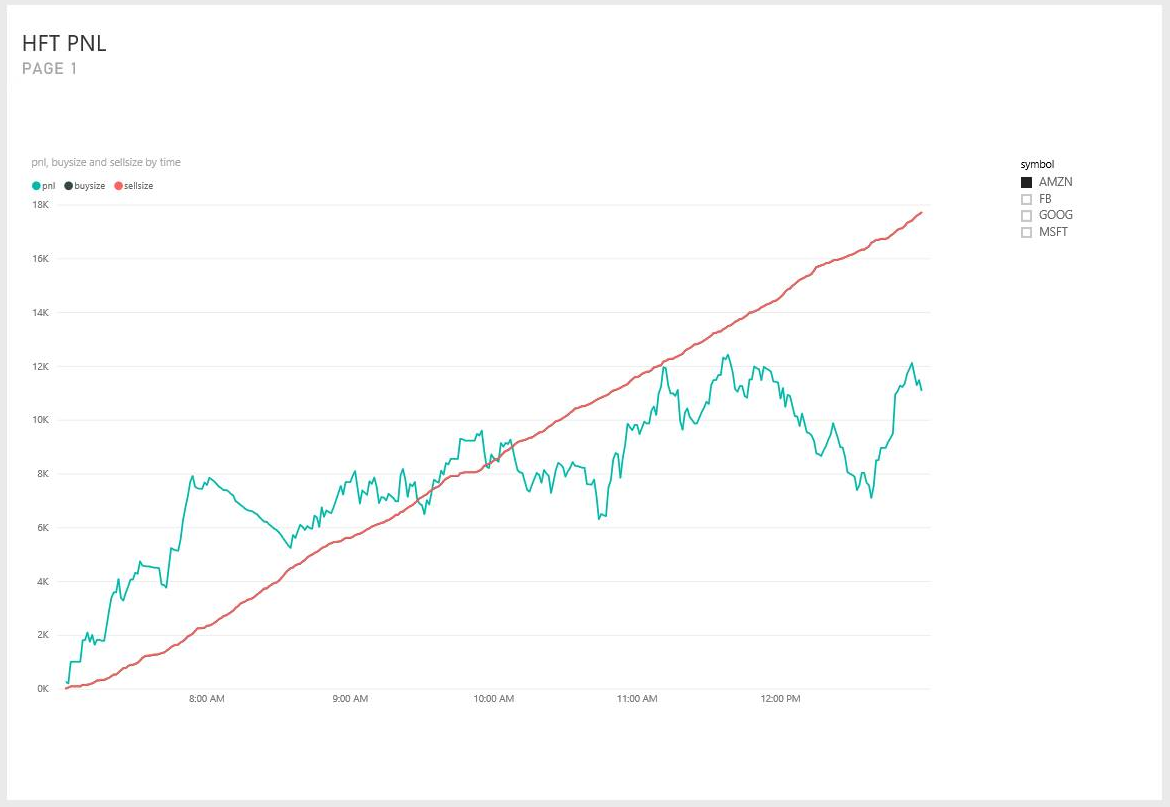 HFT PNL
PAGE 1
pnl, buysize and sellsize by time
pnl buysize sellsize
18K
16K
14K
12K
10K
8K
6K
4K
2K
0K
8:00 AM 9:00 AM 10:00 AM 11:00 AM 12:00 PM
symbol
AMZN
FB
GOOG
MSFT